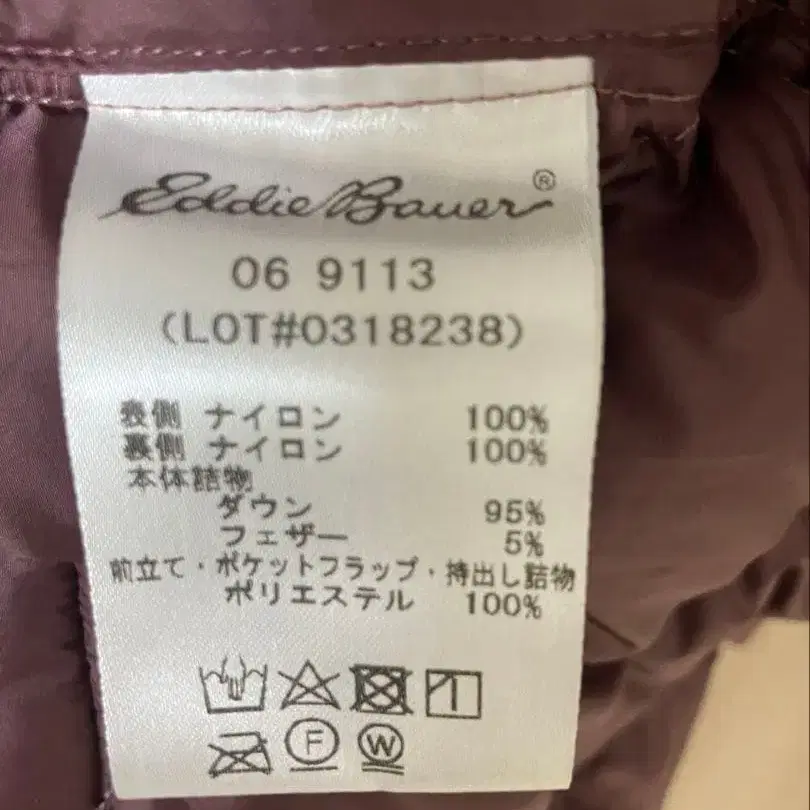 Eddie Bauer®
06 9113
(LOT#0318238)
表側 ナイロン 100%
裏側 ナイロン 100%
本体詰物
ダウン 95%
フェザー 5%
前立て・ポケットフラップ・持出し詰物
ポリエステル 100%
F W